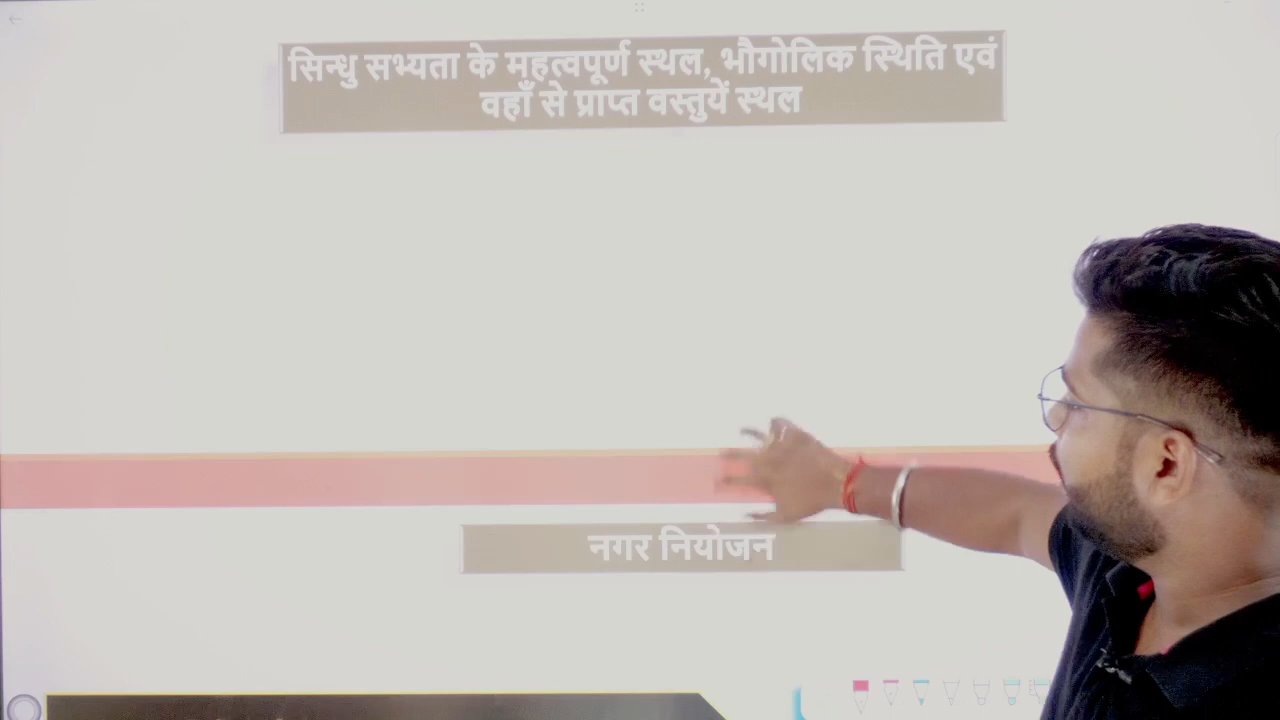 सिन्धु सभ्यता के महत्वपूर्ण स्थल, भौगोलिक स्थिति एवं
वहाँ से प्राप्त वस्तुयें स्थल
नगर नियोजन